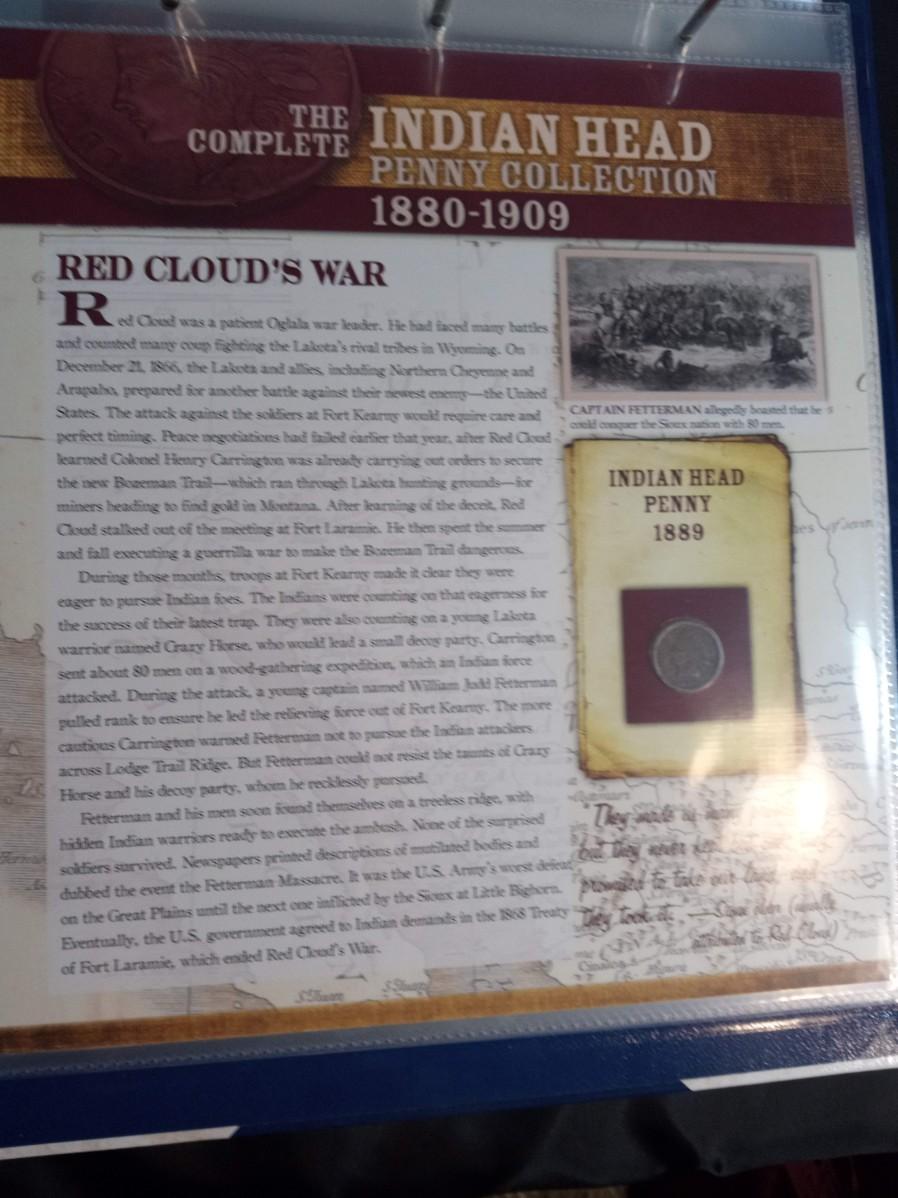 THE
COMPLETE
INDIAN HEAD
PENNY COLLECTION
1880-1909
RED CLOUD'S WAR
Red Cloud was a patient Oglala war leader. He had faced many battles
and counted many coup fighting the Lakota's rival tribes in Wyoming. On
December 21, 1866, the Lakota and allies, including Northern Cheyenne and
Arapaho, prepared for another battle against their newest enemy—the United
States. The attack against the soldiers at Fort Kearny would require care and
perfect timing. Peace negotiations had failed earlier that year, after Red Cloud
learned Colonel Henry Carrington was already carrying out orders to secure
the new Bozeman Trail—which ran through Lakota hunting grounds—for
miners heading to find gold in Montana. After learning of the deceit, Red
Cloud stalked out of the meeting at Fort Laramie. He then spent the summer
and fall executing a guerrilla war to make the Bozeman Trail dangerous.
During those months, troops at Fort Kearny made it clear they were
eager to pursue Indian foes. The Indians were counting on that eagerness for
the success of their latest trap. They were also counting on a young Lakota
warrior named Crazy Horse, who would lead a small decoy party. Carrington
sent about 80 men on a wood-gathering expedition, which an Indian force
attacked. During the attack, a young captain named William Judd Fetterman
pulled rank to ensure he led the relieving force out of Fort Kearny. The more
cautious Carrington warned Fetterman not to pursue the Indian attackers
across Lodge Trail Ridge. But Fetterman could not resist the taunts of Crazy
Horse and his decoy party, whom he recklessly pursued.
Fetterman and his men soon found themselves on a treeless ridge, with
hidden Indian warriors ready to execute the ambush. None of the surprised
soldiers survived. Newspapers printed descriptions of mutilated bodies and
dubbed the event the Fetterman Massacre. It was the U.S. Army's worst defeat
on the Great Plains until the next one inflicted by the Sioux at Little Bighorn.
Eventually, the U.S. government agreed to Indian demands in the 1868 Treaty
of Fort Laramie, which ended Red Cloud's War.
CAPTAIN FETTERMAN allegedly boasted that he
could conquer the Sioux nation with 80 men.
INDIAN HEAD
PENNY
1889
"They made us many
but they never
promised to take our land, and
they took it." —Sioux
attributed to Red Cloud)